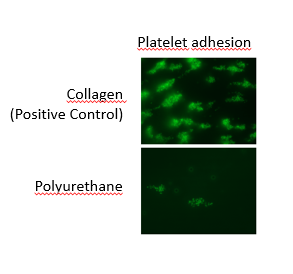 Platelet adhesion
Collagen
(Positive Control)
Polyurethane